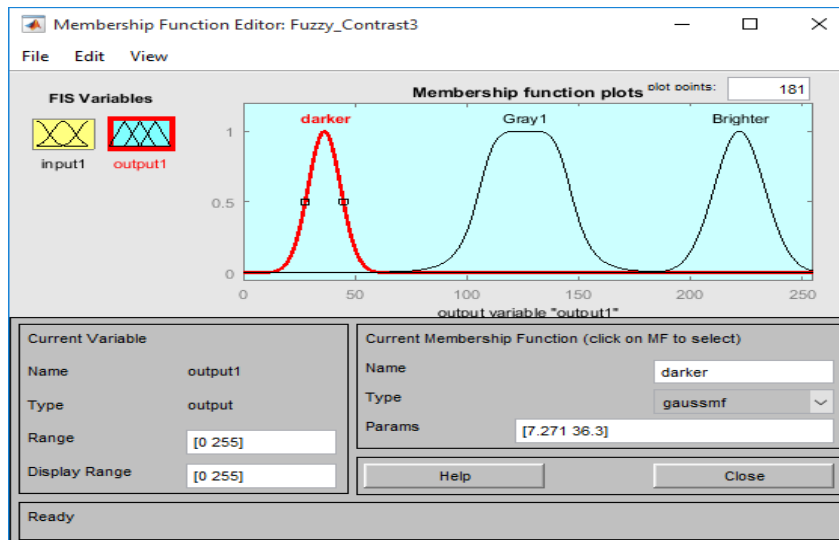 Membership Function Editor: Fuzzy_Contrast3
File Edit View
FIS Variables
input1 output1
Membership function plots plot points: 181
darker Gray1 Brighter
1
0.5
0
0 50 100 150 200 250
output variable "output1"
Current Variable
Name output1
Type output
Range [0 255]
Display Range [0 255]
Current Membership Function (click on MF to select)
Name darker
Type gaussmf
Params [7.271 36.3]
Help Close
Ready